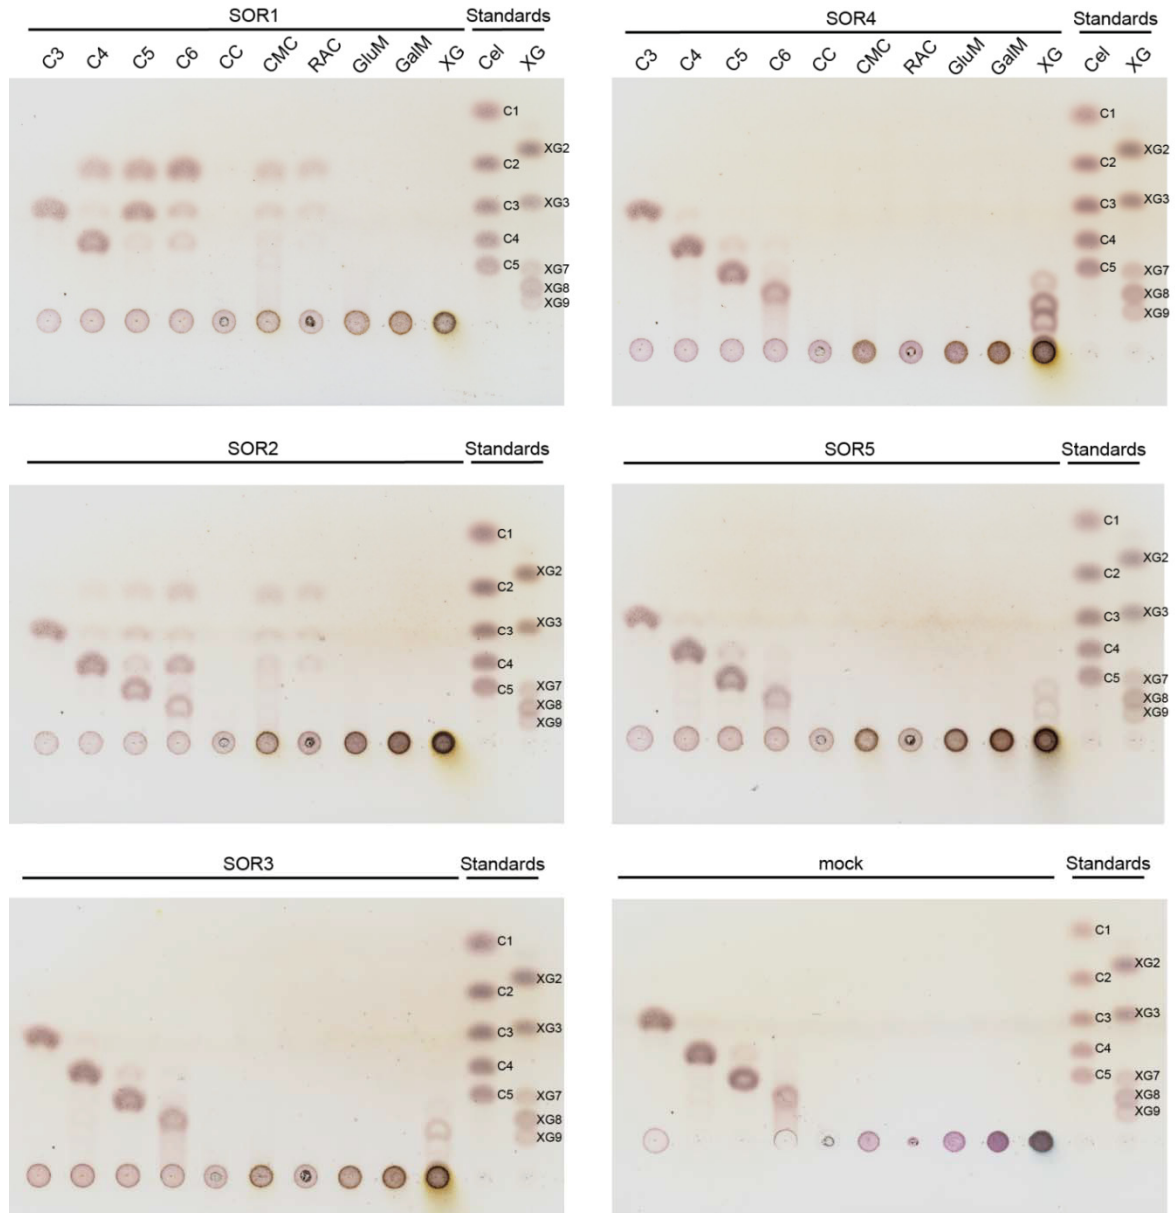 SOR1 Standards
C3 C4 C5 C6 CC CMC RAC GluM GalM XG Cel XG
C1
XG2
C2
C3 XG3
C4
C5 XG7
XG8
XG9
SOR4 Standards
C3 C4 C5 C6 CC CMC RAC GluM GalM XG Cel XG
C1
XG2
C2
C3 XG3
C4
C5 XG7
XG8
XG9
SOR2 Standards
C1
XG2
C2
C3 XG3
C4
C5 XG7
XG8
XG9
SOR5 Standards
C1
XG2
C2
C3 XG3
C4
C5 XG7
XG8
XG9
SOR3 Standards
C1
XG2
C2
C3 XG3
C4
C5 XG7
XG8
XG9
mock Standards
C1
XG2
C2
C3 XG3
C4
C5 XG7
XG8
XG9